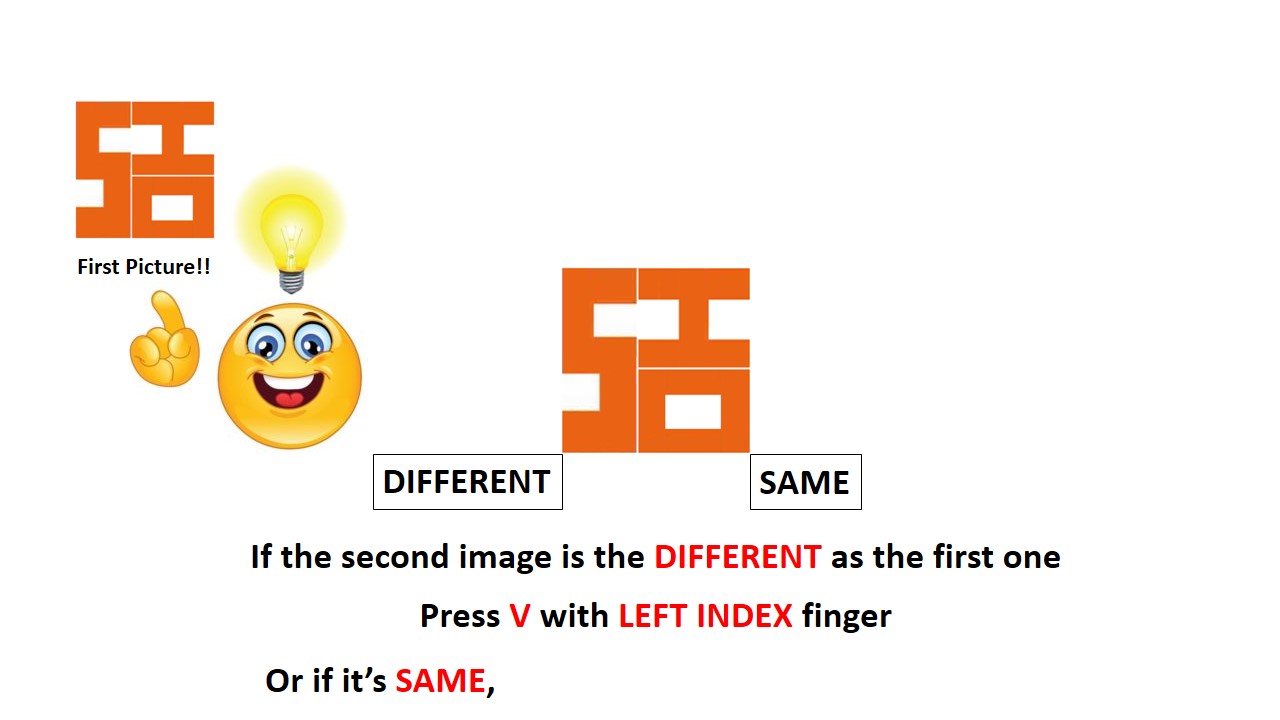 First Picture!!
DIFFERENT
SAME
If the second image is the DIFFERENT as the first one
Press V with LEFT INDEX finger
Or if it’s SAME,